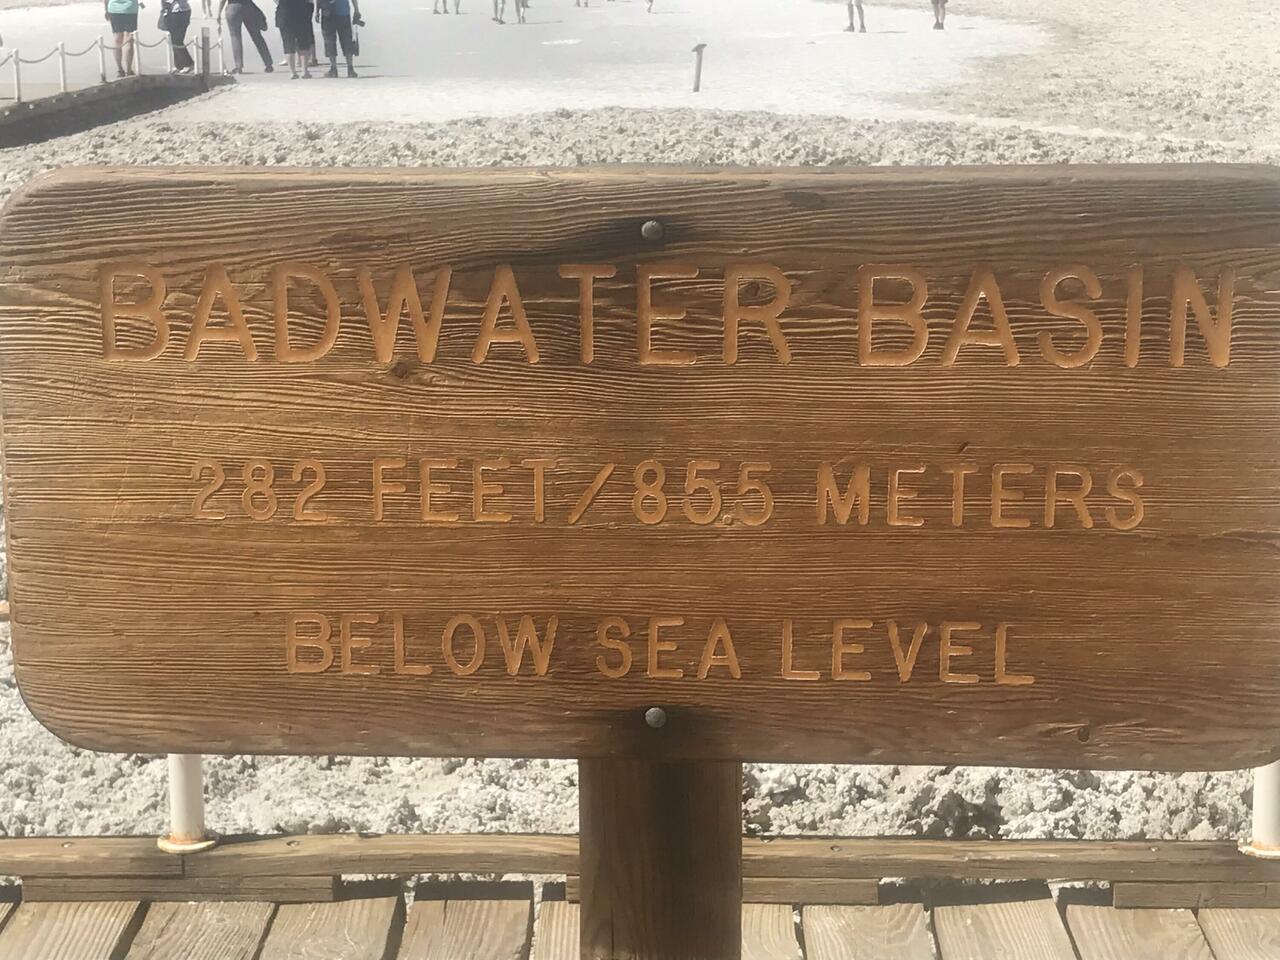 BADWATER BASIN
282 FEET/85.5 METERS
BELOW SEA LEVEL